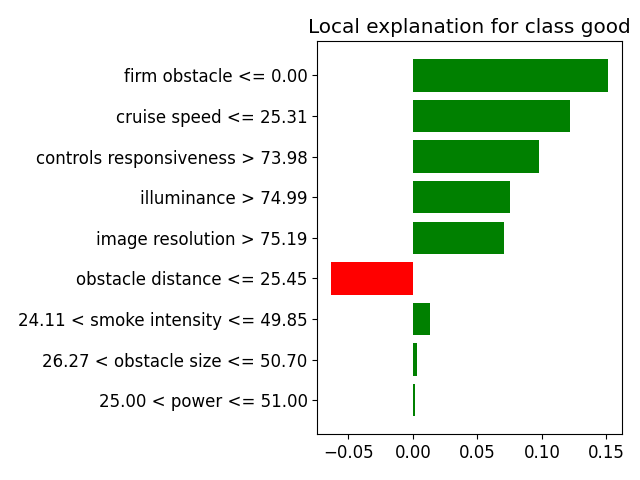 Local explanation for class good
firm obstacle <= 0.00
cruise speed <= 25.31
controls responsiveness > 73.98
illuminance > 74.99
image resolution > 75.19
obstacle distance <= 25.45
24.11 < smoke intensity <= 49.85
26.27 < obstacle size <= 50.70
25.00 < power <= 51.00
−0.05 0.00 0.05 0.10 0.15